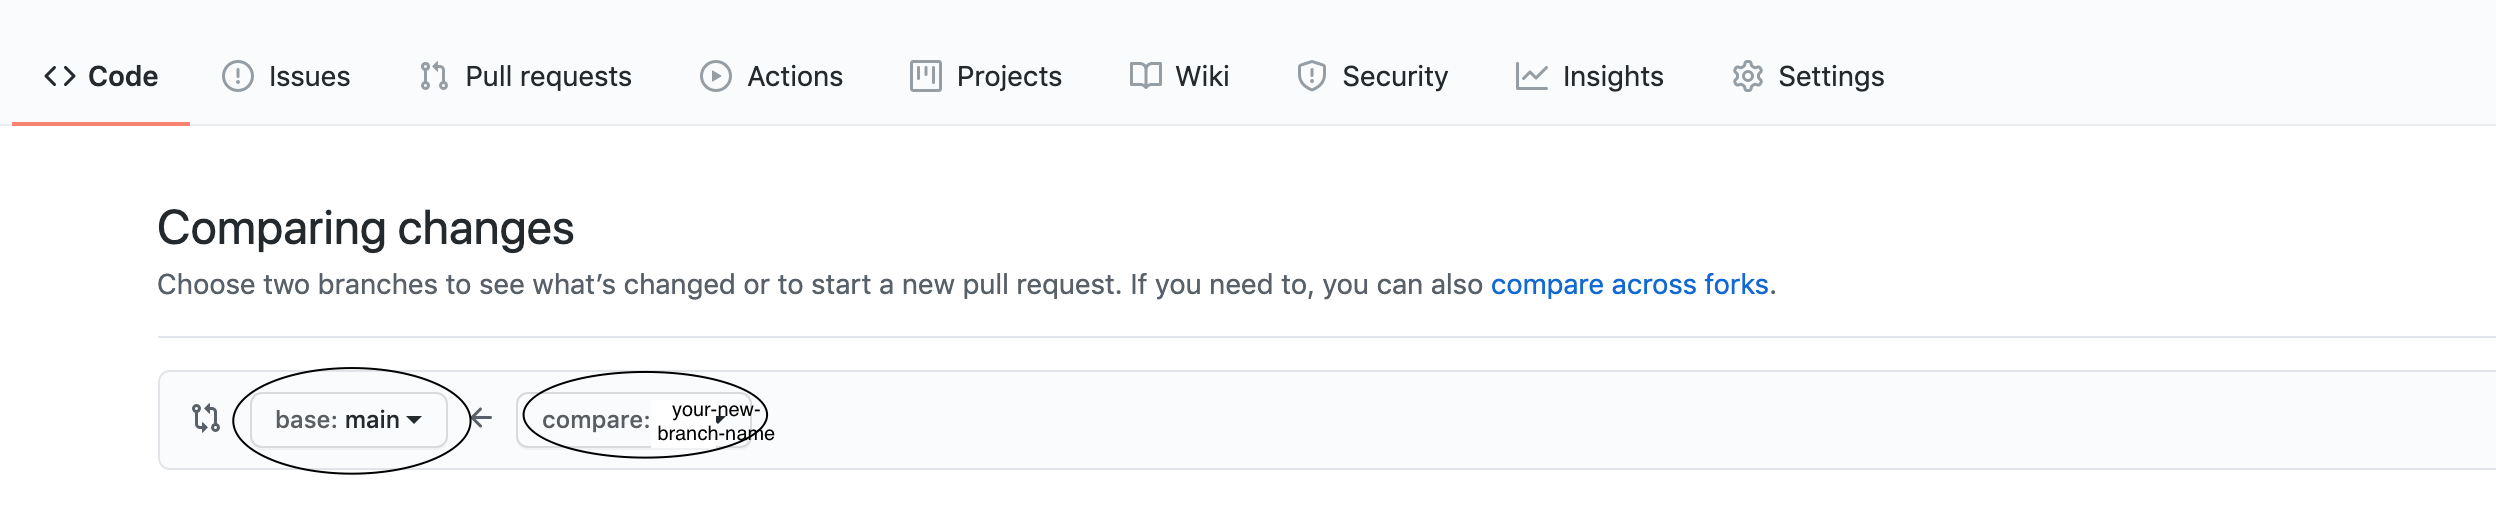 Code Issues Pull requests Actions Projects Wiki Security Insights Settings
Comparing changes
Choose two branches to see what’s changed or to start a new pull request. If you need to, you can also compare across forks.
base: main compare: your-new-
branch-name